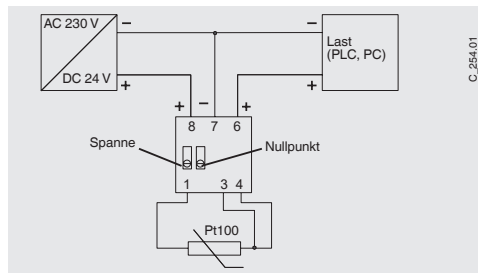 AC 230 V
DC 24 V
−
+
−
+
Last
(PLC, PC)
C_254.01
+ − +
8 7 6
Spanne
Nullpunkt
1 3 4
Pt100